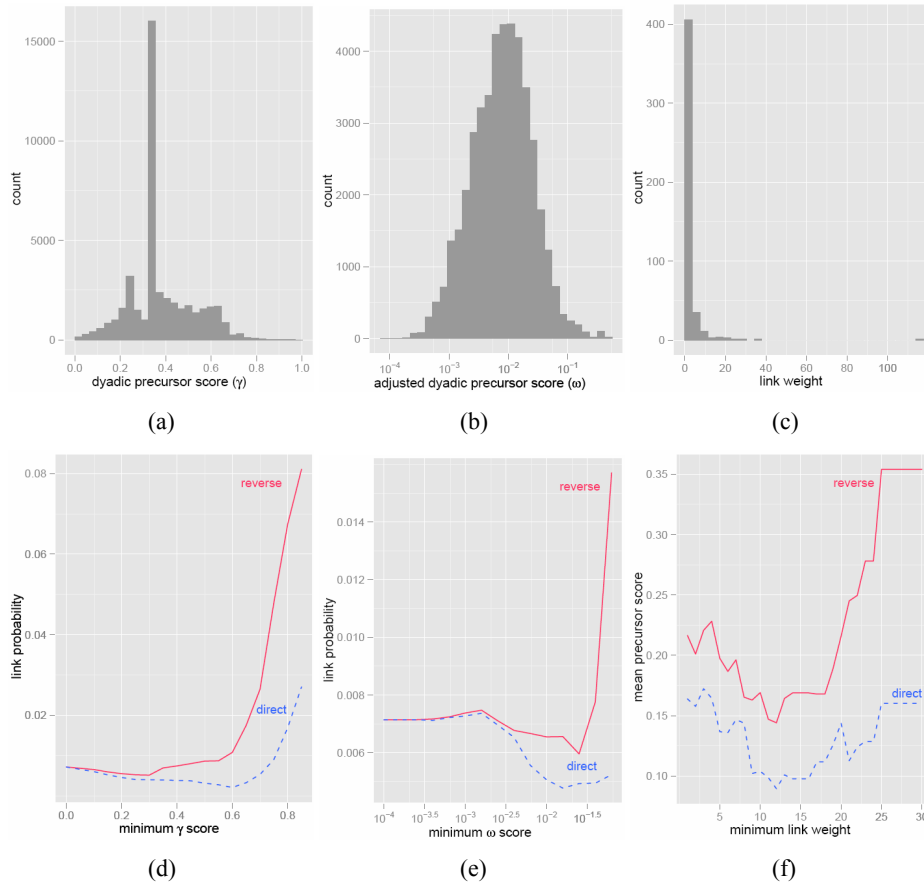 15000
10000
5000
0
count
0.0 0.2 0.4 0.6 0.8 1.0
dyadic precursor score (γ)
(a)
4000
3000
2000
1000
0
count
10⁻⁴ 10⁻³ 10⁻² 10⁻¹
adjusted dyadic precursor score (ω)
(b)
400
300
200
100
0
count
0 20 40 60 80 100
link weight
(c)
0.08
0.06
0.04
0.02
link probability
reverse
direct
0.0 0.2 0.4 0.6 0.8
minimum γ score
(d)
0.014
0.012
0.010
0.008
0.006
link probability
reverse
direct
10⁻⁴ 10⁻³·⁵ 10⁻³ 10⁻²·⁵ 10⁻² 10⁻¹·⁵
minimum ω score
(e)
0.35
0.30
0.25
0.20
0.15
0.10
mean precursor score
reverse
direct
5 10 15 20 25 30
minimum link weight
(f)